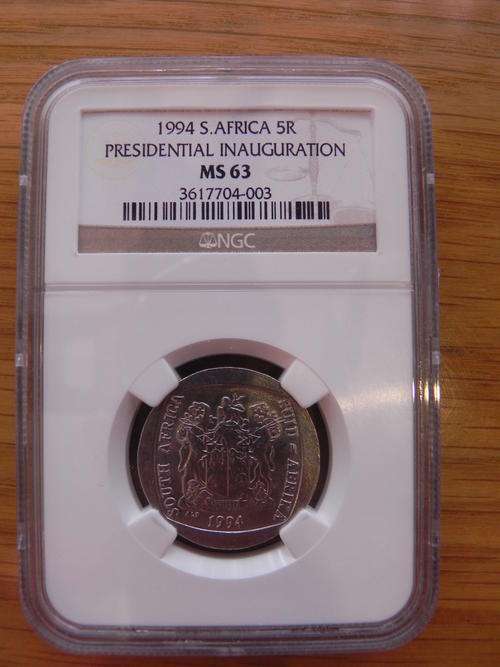 1994 S.AFRICA 5R
PRESIDENTIAL INAUGURATION
MS 63
3617704-003
NGC
SOUTH AFRICA
SUID AFRIKA
1994